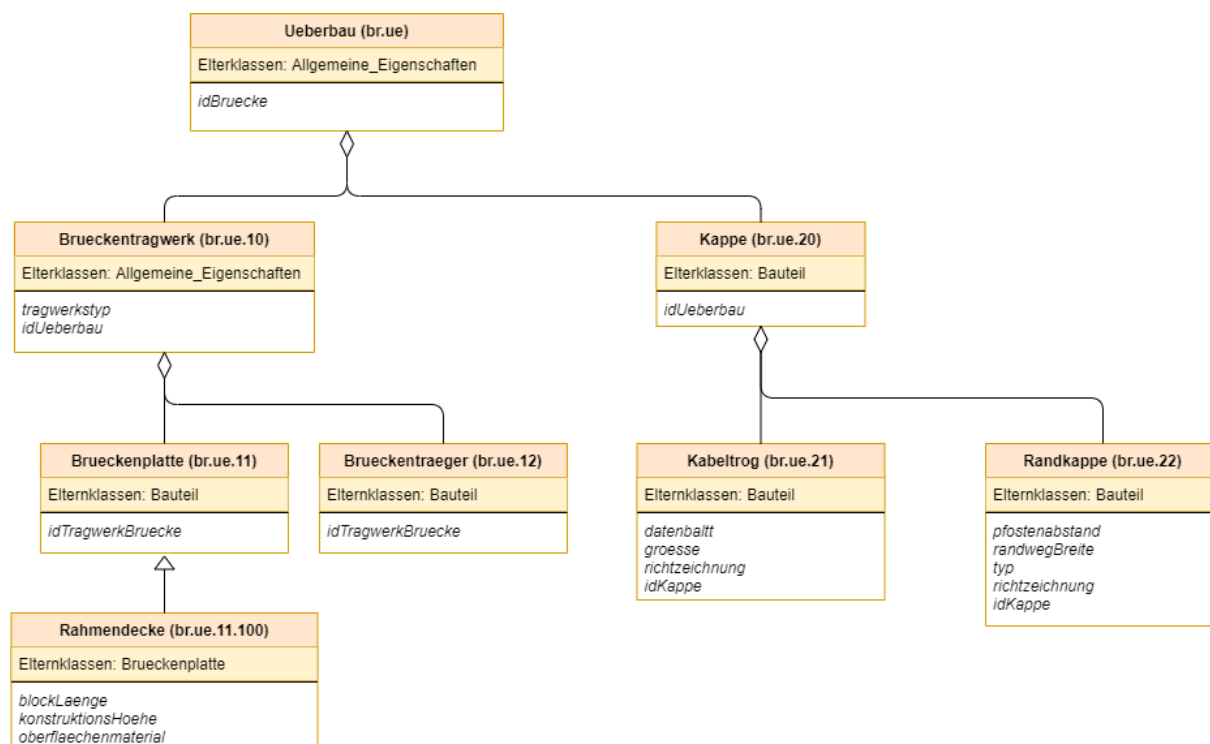 Ueberbau (br.ue)
Elterklassen: Allgemeine_Eigenschaften
idBruecke
Brueckentragwerk (br.ue.10)
Elterklassen: Allgemeine_Eigenschaften
tragwerkstyp
idUeberbau
Kappe (br.ue.20)
Elterklassen: Bauteil
idUeberbau
Brueckenplatte (br.ue.11)
Elternklassen: Bauteil
idTragwerkBruecke
Brueckentraeger (br.ue.12)
Elternklassen: Bauteil
idTragwerkBruecke
Kabeltrog (br.ue.21)
Elternklassen: Bauteil
datenbaltt
groesse
richtzeichnung
idKappe
Randkappe (br.ue.22)
Elternklassen: Bauteil
pfostenabstand
randwegBreite
typ
richtzeichnung
idKappe
Rahmendecke (br.ue.11.100)
Elternklassen: Brueckenplatte
blockLaenge
konstruktionsHoehe
oberflaechenmaterial